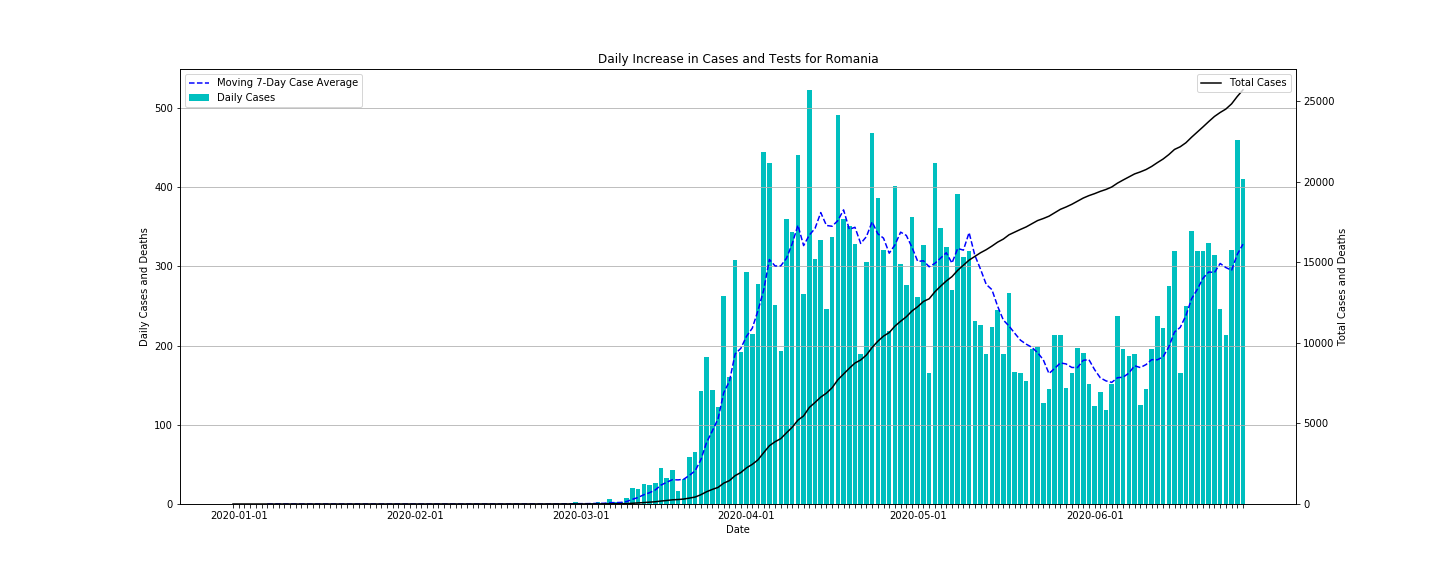 Daily Increase in Cases and Tests for Romania
Moving 7-Day Case Average
Daily Cases
Total Cases
500
400
300
200
100
0
Daily Cases and Deaths
25000
20000
15000
10000
5000
0
Total Cases and Deaths
2020-01-01
2020-02-01
2020-03-01
2020-04-01
2020-05-01
2020-06-01
Date